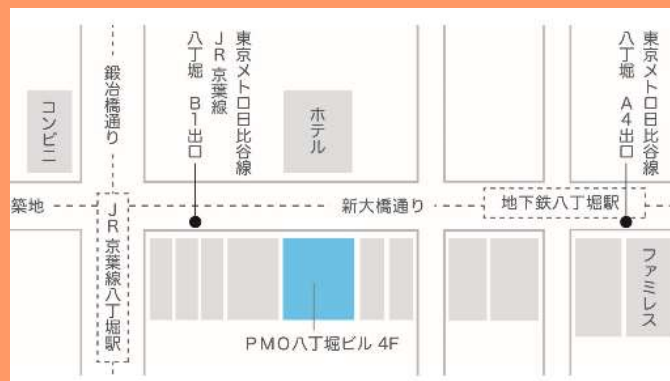 東京メトロ日比谷線
JR 京葉線
八丁堀 B1出口
東京メトロ日比谷線
八丁堀 A4出口
鍛冶橋通り
コンビニ
ホテル
築地
新大橋通り
地下鉄八丁堀駅
JR 京葉線八丁堀駅
ファミレス
PMO八丁堀ビル 4F